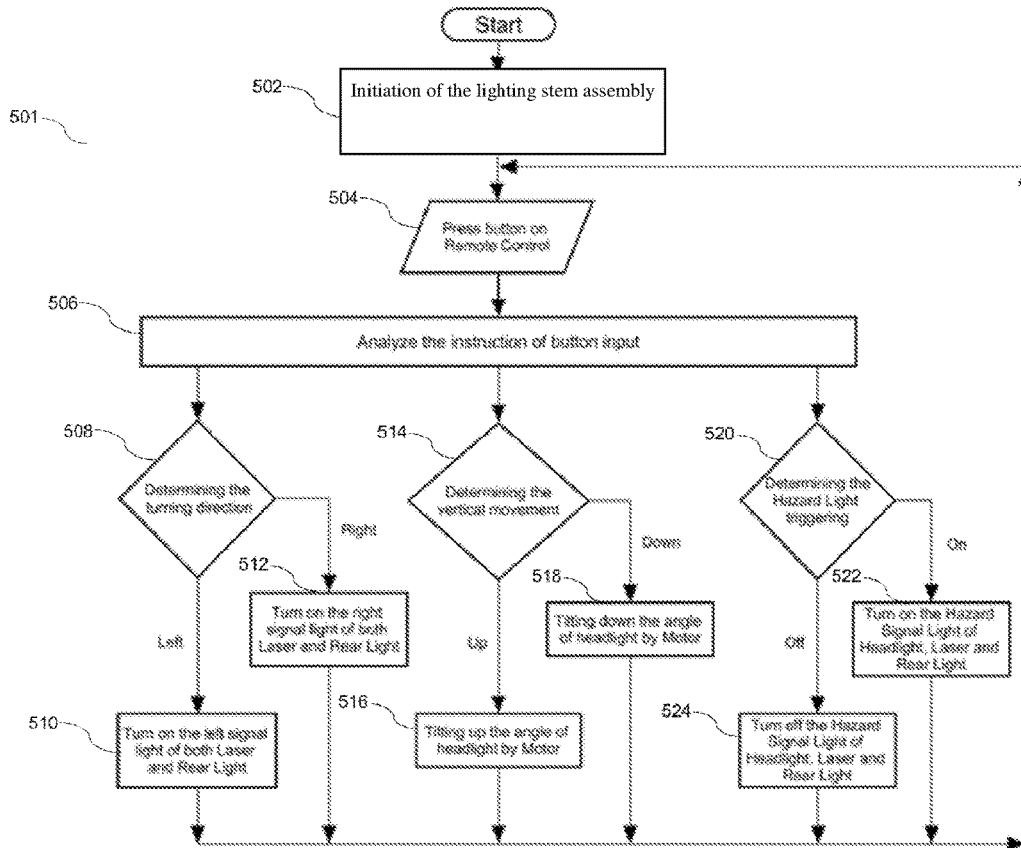 Start
502
Initiation of the lighting stem assembly
501
504
Press button on
Remote Control
506
Analyze the instruction of button input
508
Determining the
turning direction
514
Determining the
vertical movement
520
Determining the
Hazard Light
triggering
Right
Down
On
512
Turn on the right
signal light of both
Laser and Rear Light
518
Tilting down the angle
of headlight by Motor
522
Turn on the Hazard
Signal Light of
Headlight, Laser and
Rear Light
Left
Up
Off
510
Turn on the left signal
light of both Laser
and Rear Light
516
Tilting up the angle of
headlight by Motor
524
Turn off the Hazard
Signal Light of
Headlight, Laser and
Rear Light